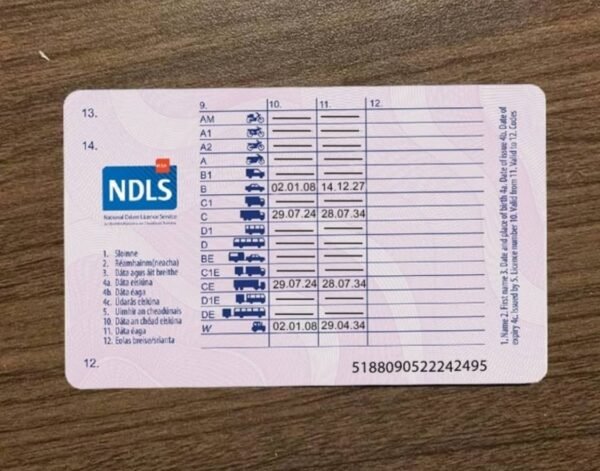 13.
14.
RSA
NDLS
National Driver Licence Service
1. Sloinne
2. Réamhainm(neacha)
3. Dáta agus áit breithe
4a. Dáta eisiúna
4b. Dáta éaga
4c. Údarás eisiúna
5. Uimhir an cheadúnais
10. Dáta an chéad eisiúna
11. Dáta éaga
12. Eolas breise/srianta
12.
9. 10. 11. 12.
AM
A1
A2
A
B1
B 02.01.08 14.12.27
C1
C 29.07.24 28.07.34
D1
D
BE
C1E
CE 29.07.24 28.07.34
D1E
DE
W 02.01.08 29.04.34
5188090522242495
1. Name 2. First name 3. Date and place of birth 4a. Date of issue 4b. Date of
expiry 4c. Issued by 5. Licence number 10. Valid from 11. Valid to 12. Codes